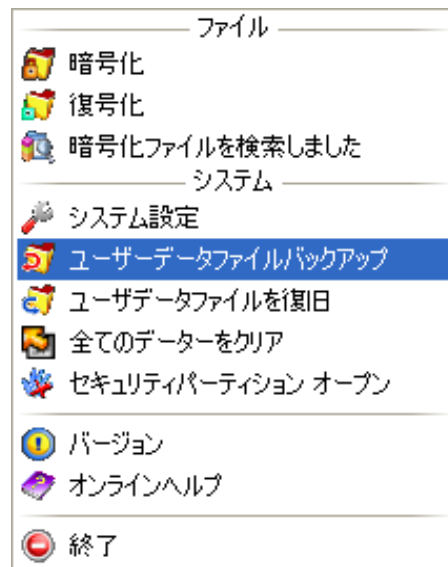 ファイル
暗号化
復号化
暗号化ファイルを検索しました
システム
システム設定
ユーザーデータファイルバックアップ
ユーザデータファイルを復旧
全てのデーターをクリア
セキュリティパーティション オープン
バージョン
オンラインヘルプ
終了